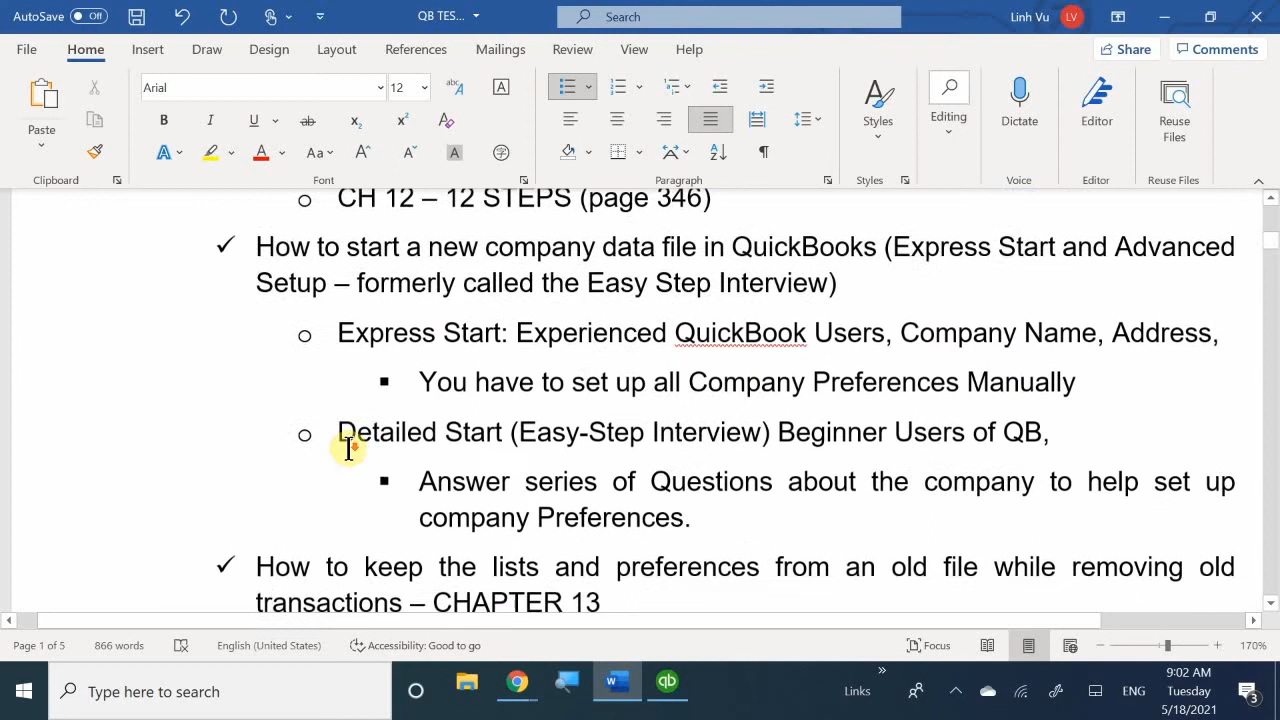 AutoSave Off QB TES... Search Linh Vu LV
File Home Insert Draw Design Layout References Mailings Review View Help Share Comments
Arial 12 abc A
Paste B I U ab x₂ x² A Styles Editing Dictate Editor Reuse Files
A A Aa A A A
Clipboard Font Paragraph Styles Voice Editor Reuse Files
o CH 12 – 12 STEPS (page 346)
✓ How to start a new company data file in QuickBooks (Express Start and Advanced
Setup – formerly called the Easy Step Interview)
o Express Start: Experienced QuickBook Users, Company Name, Address,
▪ You have to set up all Company Preferences Manually
o Detailed Start (Easy-Step Interview) Beginner Users of QB,
▪ Answer series of Questions about the company to help set up
company Preferences.
✓ How to keep the lists and preferences from an old file while removing old
transactions – CHAPTER 13
Page 1 of 5 866 words English (United States) Accessibility: Good to go Focus 170%
Type here to search qb Links ENG 9:02 AM
Tuesday
5/18/2021 3